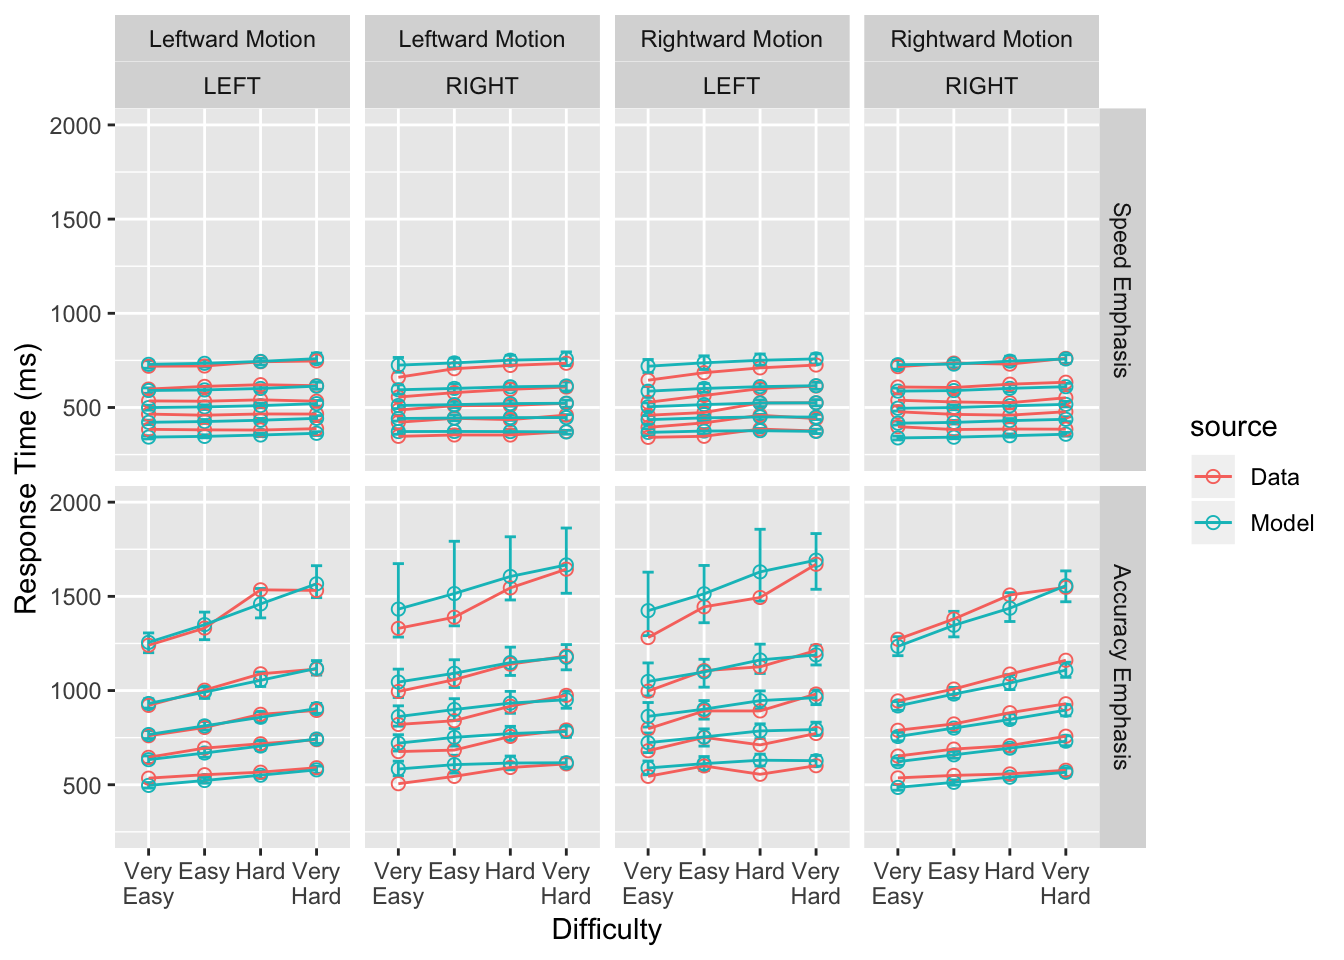 Leftward Motion
Leftward Motion
Rightward Motion
Rightward Motion
LEFT
RIGHT
LEFT
RIGHT
2000
1500
1000
500
Speed Emphasis
2000
1500
1000
500
Accuracy Emphasis
Response Time (ms)
Very Easy Hard Very
Easy Hard
Very Easy Hard Very
Easy Hard
Very Easy Hard Very
Easy Hard
Very Easy Hard Very
Easy Hard
Difficulty
source
Data
Model